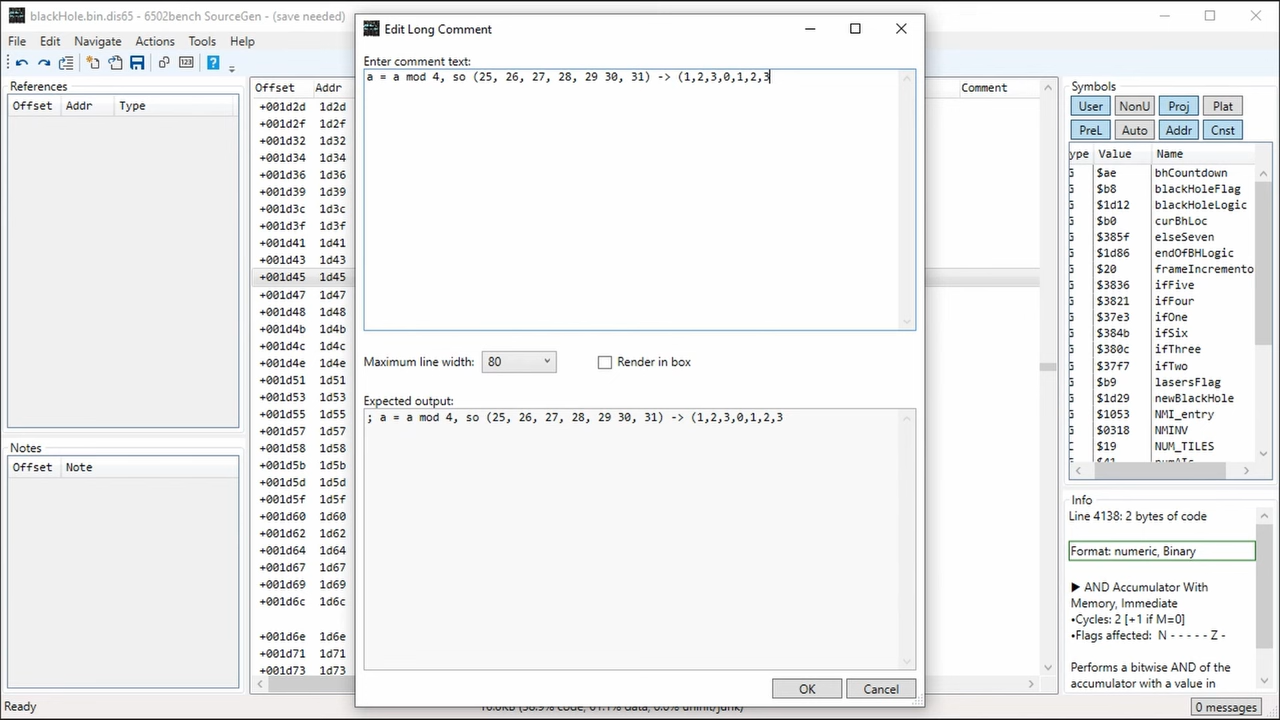 blackHole.bin.dis65 - 6502bench SourceGen - (save needed)
File Edit Navigate Actions Tools Help
References
Offset Addr Type
Notes
Offset Note
Ready
Offset Addr
+001d2d 1d2d
+001d2f 1d2f
+001d32 1d32
+001d34 1d34
+001d36 1d36
+001d39 1d39
+001d3c 1d3c
+001d3f 1d3f
+001d41 1d41
+001d43 1d43
+001d45 1d45
+001d47 1d47
+001d48 1d48
+001d4b 1d4b
+001d4c 1d4c
+001d4e 1d4e
+001d51 1d51
+001d53 1d53
+001d55 1d55
+001d57 1d57
+001d58 1d58
+001d5b 1d5b
+001d5d 1d5d
+001d5f 1d5f
+001d60 1d60
+001d62 1d62
+001d64 1d64
+001d67 1d67
+001d69 1d69
+001d6c 1d6c
+001d6e 1d6e
+001d71 1d71
+001d73 1d73
Edit Long Comment
Enter comment text:
a = a mod 4, so (25, 26, 27, 28, 29 30, 31) -> (1,2,3,0,1,2,3
Maximum line width: 80 Render in box
Expected output:
; a = a mod 4, so (25, 26, 27, 28, 29 30, 31) -> (1,2,3,0,1,2,3
OK Cancel
Comment
Symbols
User NonU Proj Plat
PreL Auto Addr Cnst
ype Value Name
G $ae bhCountdown
G $b8 blackHoleFlag
G $1d12 blackHoleLogic
G $b0 curBhLoc
G $385f elseSeven
G $1d86 endOfBHLogic
G $20 frameIncremento
G $3836 ifFive
G $3821 ifFour
G $37e3 ifOne
G $384b ifSix
G $380c ifThree
G $37f7 ifTwo
G $b9 lasersFlag
G $1d29 newBlackHole
G $1053 NMI_entry
G $0318 NMINV
C $19 NUM_TILES
Info
Line 4138: 2 bytes of code
Format: numeric, Binary
▶ AND Accumulator With
Memory, Immediate
•Cycles: 2 [+1 if M=0]
•Flags affected: N - - - - - Z -
Performs a bitwise AND of the
accumulator with a value in
0 messages